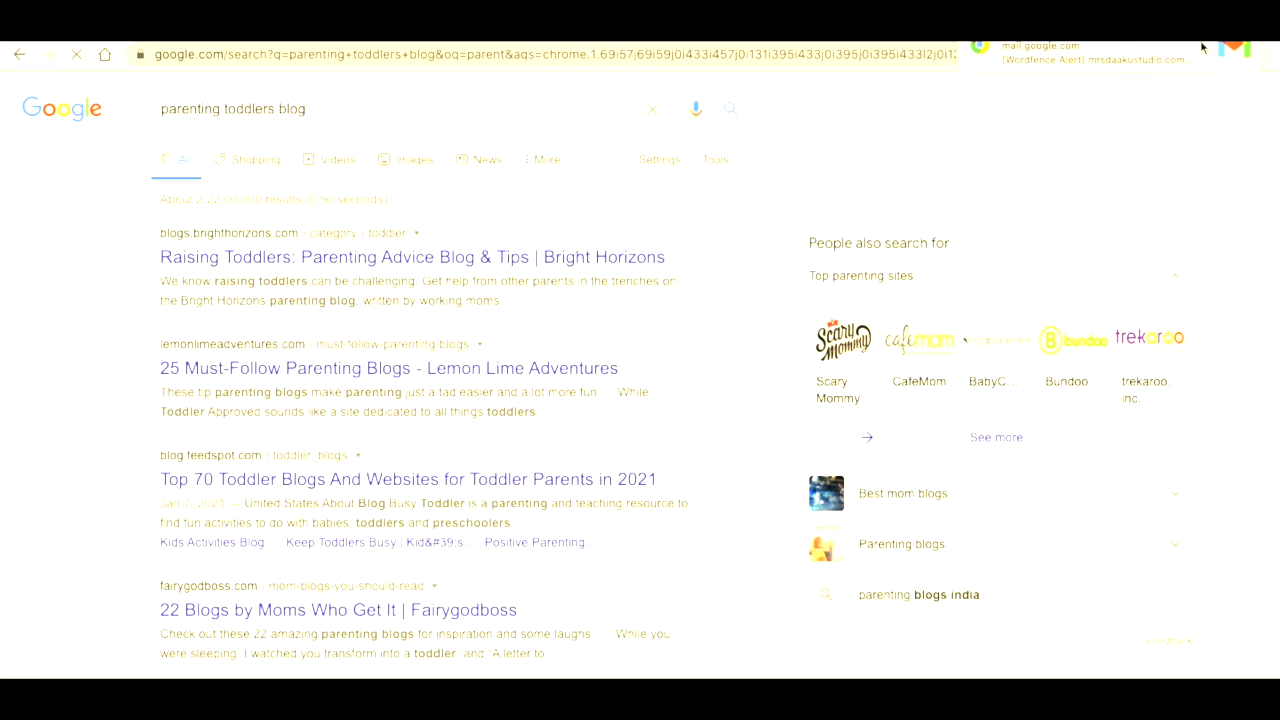 google.com/search?q=parenting+toddlers+blog&oq=parent&aqs=chrome.1.69i57j69i59j0i433i457j0i131i395i433j0i395j0i395i433l2j0i1
mail.google.com
[Wordfence Alert] mrsdaakustudio.com...
Google
parenting toddlers blog
All Shopping Videos Images News More Settings Tools
results
seconds)
blogs.brighthorizons.com › category › toddler
Raising Toddlers: Parenting Advice Blog & Tips | Bright Horizons
We know raising toddlers can be challenging. Get help from other parents in the trenches on
the Bright Horizons parenting blog, written by working moms.
lemonlimeadventures.com › must-follow-parenting-blogs
25 Must-Follow Parenting Blogs - Lemon Lime Adventures
These tip parenting blogs make parenting just a tad easier and a lot more fun. ... While
Toddler Approved sounds like a site dedicated to all things toddlers...
blog.feedspot.com › toddler_blogs
Top 70 Toddler Blogs And Websites for Toddler Parents in 2021
Jan 7, 2021 — United States About Blog Busy Toddler is a parenting and teaching resource to
find fun activities to do with babies, toddlers and preschoolers
Kids Activities Blog Keep Toddlers Busy | Kid&#39;s... Positive Parenting...
fairygodboss.com › mom-blogs-you-should-read
22 Blogs by Moms Who Get It | Fairygodboss
Check out these 22 amazing parenting blogs for inspiration and some laughs. ... While you
were sleeping, I watched you transform into a toddler" and "A letter to
People also search for
Top parenting sites
Scary Mommy
cafemom
Bundoo
trekaroo
Scary
Mommy
CafeMom
BabyC...
Bundoo
trekaroo,
inc.
See more
Best mom blogs
Parenting blogs
parenting blogs india
Feedback